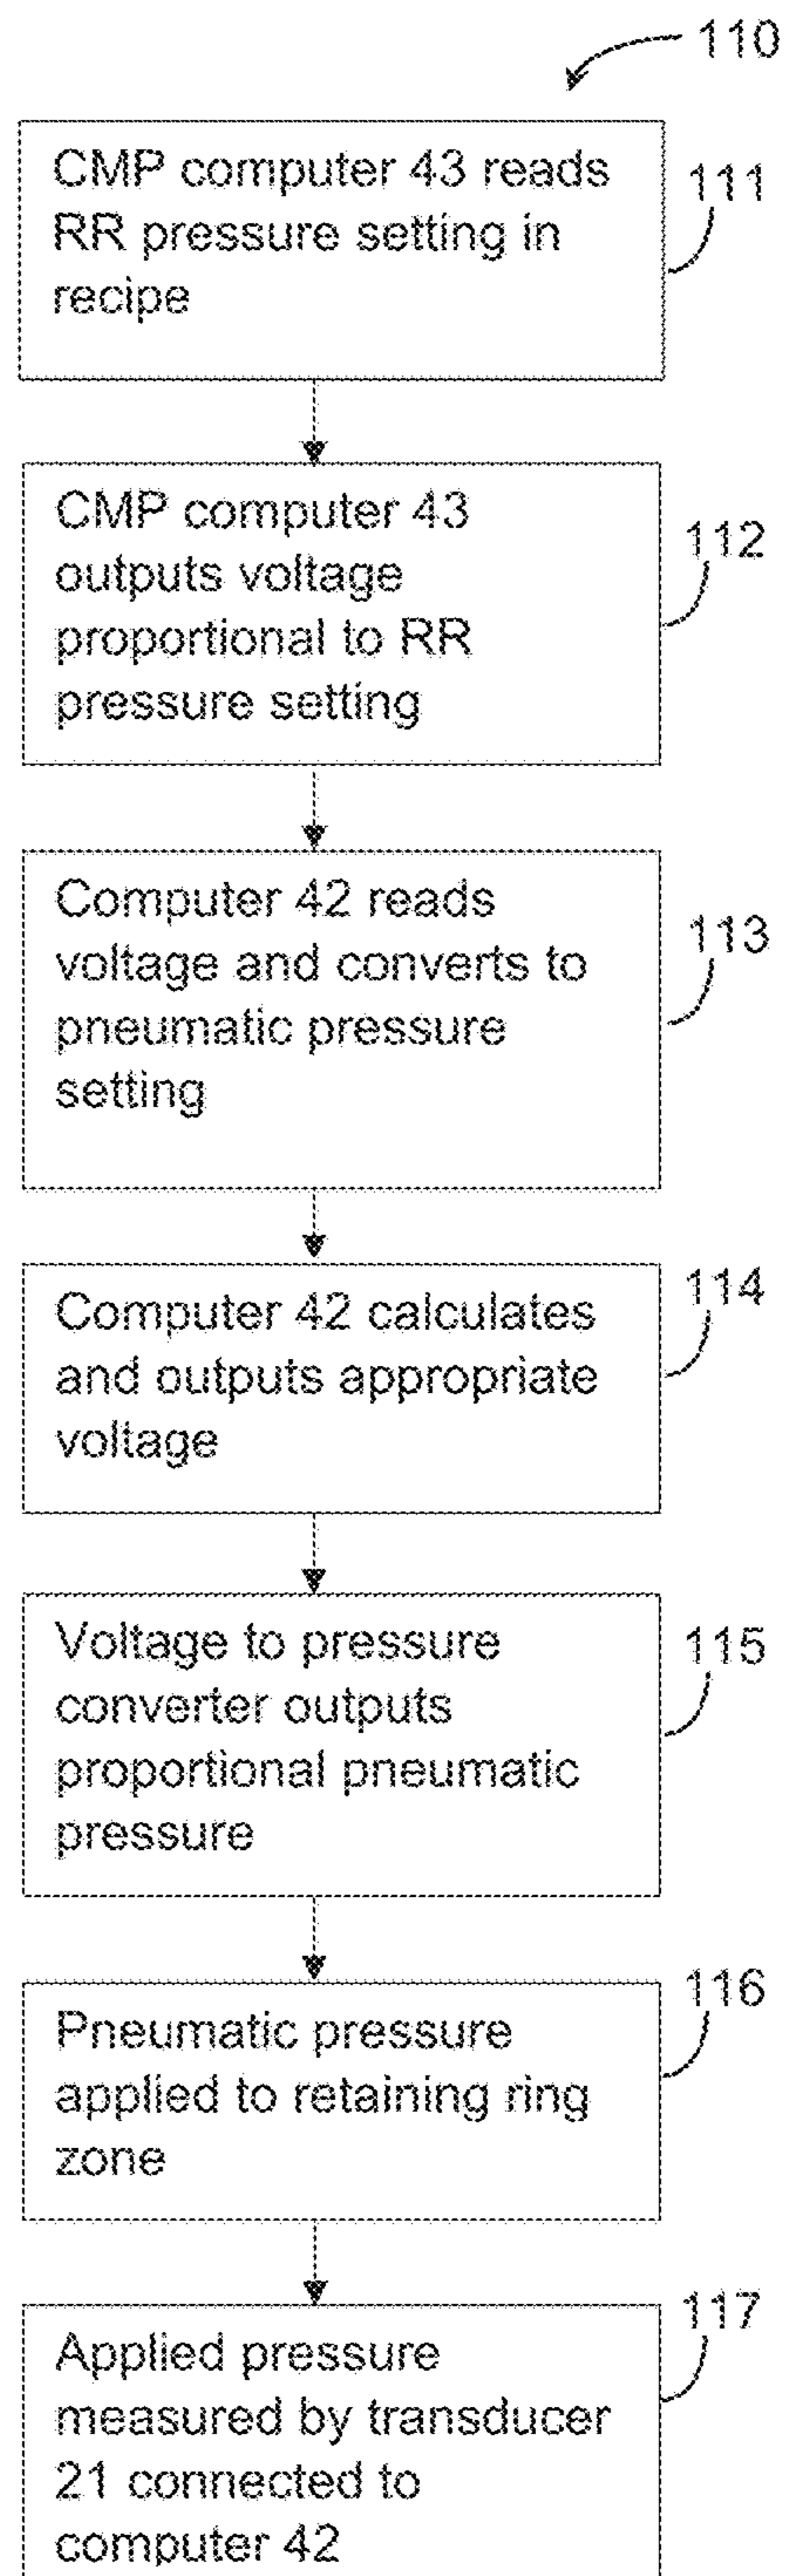 110
CMP computer 43 reads
RR pressure setting in
recipe
111
CMP computer 43
outputs voltage
proportional to RR
pressure setting
112
Computer 42 reads
voltage and converts to
pneumatic pressure
setting
113
Computer 42 calculates
and outputs appropriate
voltage
114
Voltage to pressure
converter outputs
proportional pneumatic
pressure
115
Pneumatic pressure
applied to retaining ring
zone
116
Applied pressure
measured by transducer
21 connected to
computer 42
117